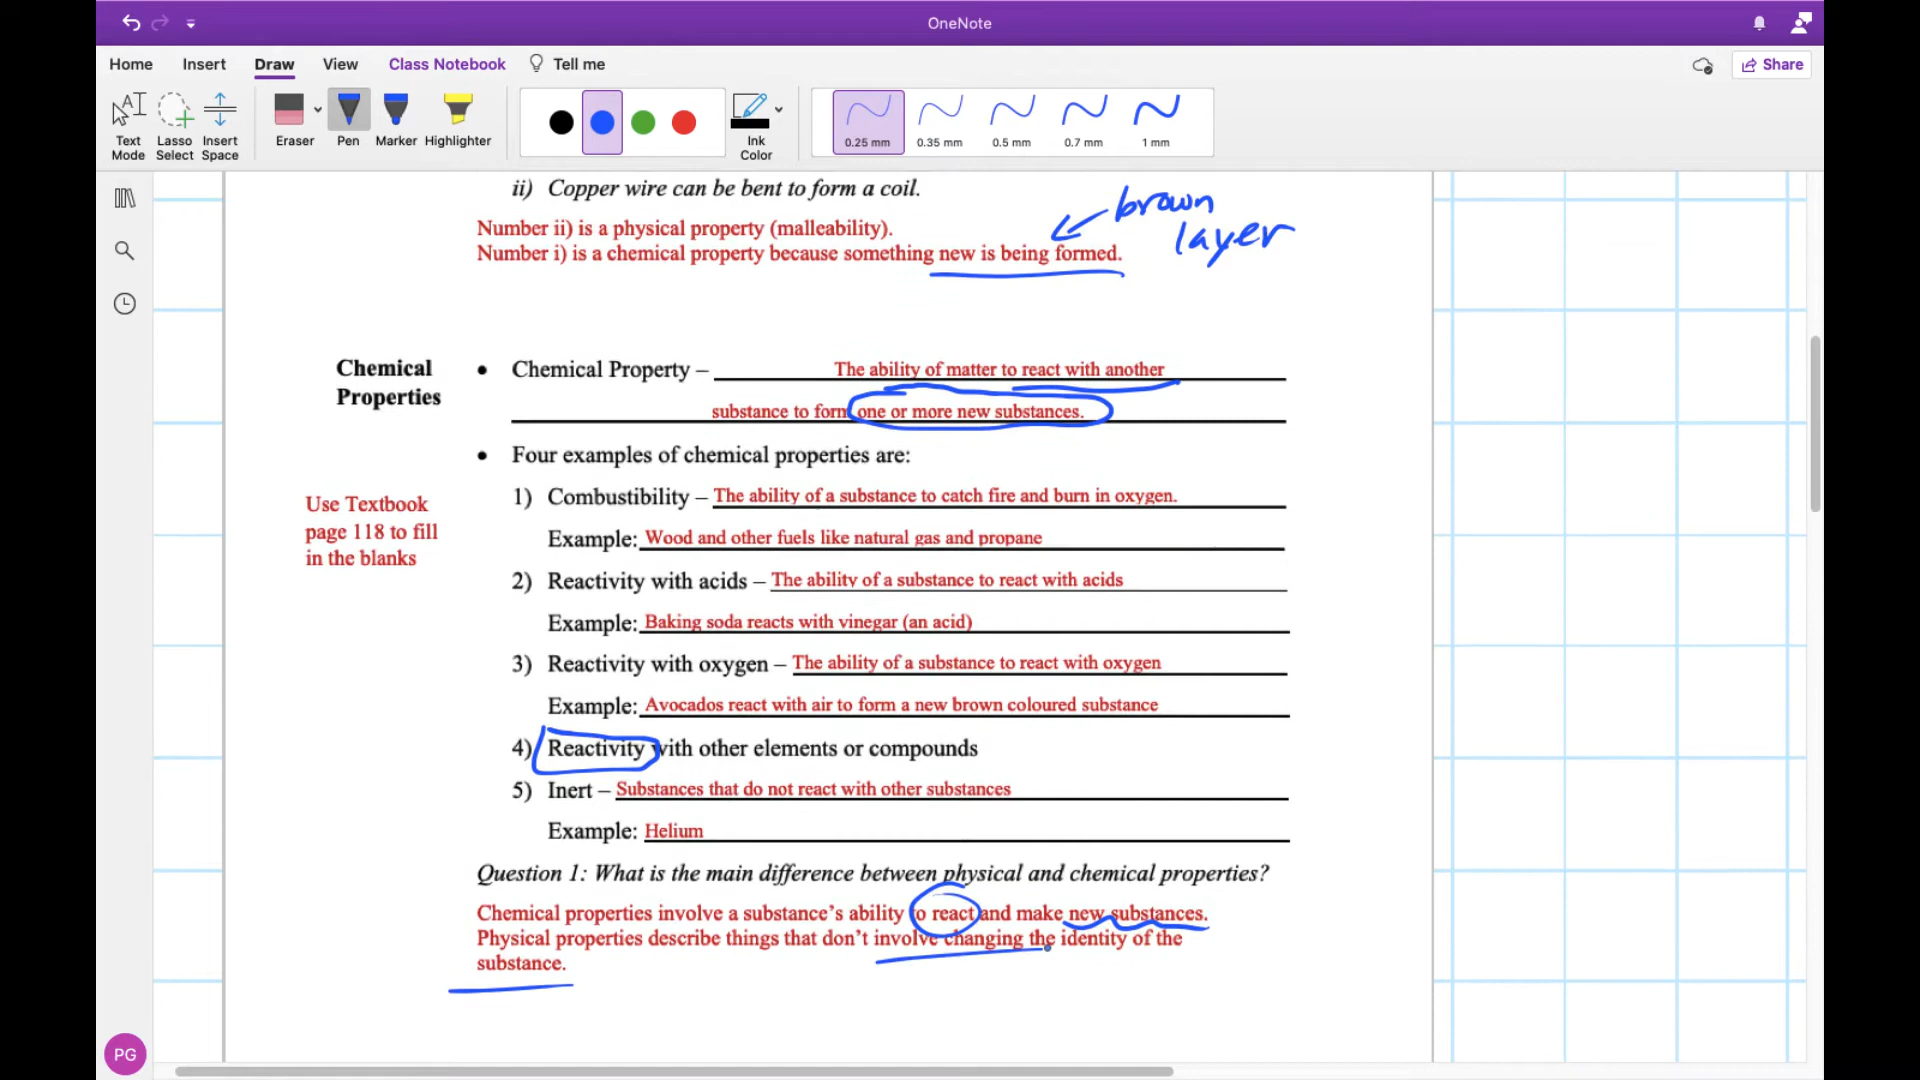 OneNote
Home Insert Draw View Class Notebook Tell me Share
Text Mode
Lasso Select
Insert Space
Eraser
Pen
Marker
Highlighter
Ink Color
0.25 mm
0.35 mm
0.5 mm
0.7 mm
1 mm
ii) Copper wire can be bent to form a coil.
brown
layer
Number ii) is a physical property (malleability).
Number i) is a chemical property because something new is being formed.
Chemical
Properties
• Chemical Property – The ability of matter to react with another
substance to form one or more new substances.
• Four examples of chemical properties are:
Use Textbook
page 118 to fill
in the blanks
1) Combustibility – The ability of a substance to catch fire and burn in oxygen.
Example: Wood and other fuels like natural gas and propane
2) Reactivity with acids – The ability of a substance to react with acids
Example: Baking soda reacts with vinegar (an acid)
3) Reactivity with oxygen – The ability of a substance to react with oxygen
Example: Avocados react with air to form a new brown coloured substance
4) Reactivity with other elements or compounds
5) Inert – Substances that do not react with other substances
Example: Helium
Question 1: What is the main difference between physical and chemical properties?
Chemical properties involve a substance's ability to react and make new substances.
Physical properties describe things that don't involve changing the identity of the
substance.
PG